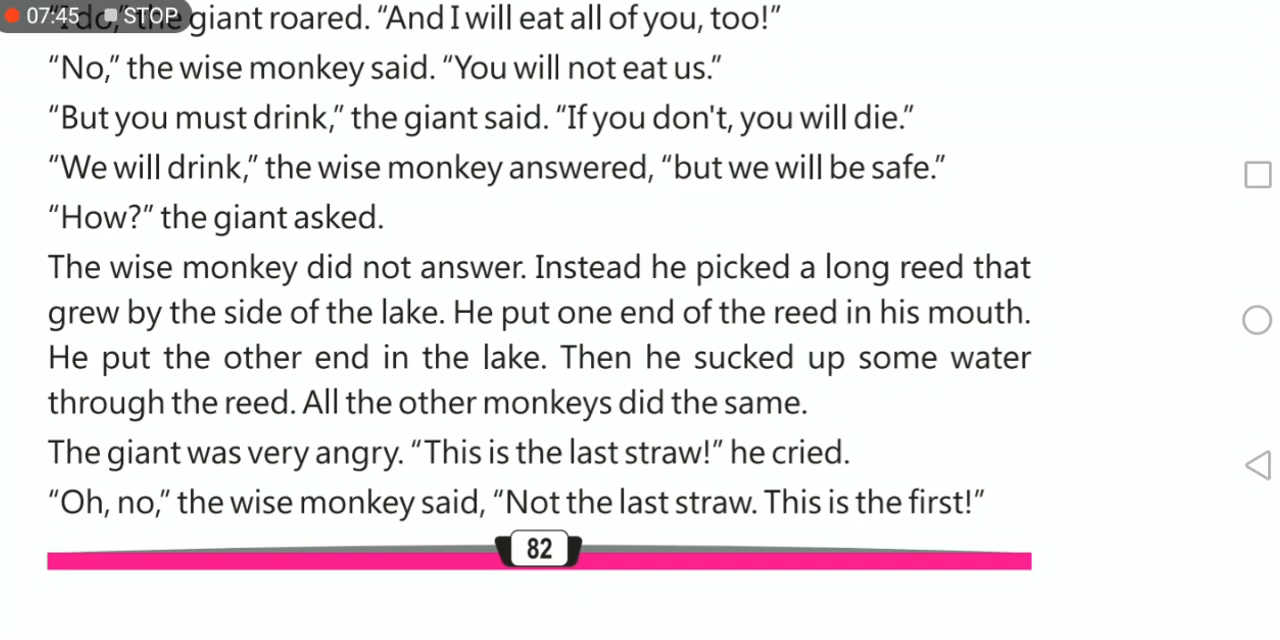 07:45 STOP
"I do," the giant roared. "And I will eat all of you, too!"
"No," the wise monkey said. "You will not eat us."
"But you must drink," the giant said. "If you don't, you will die."
"We will drink," the wise monkey answered, "but we will be safe."
"How?" the giant asked.
The wise monkey did not answer. Instead he picked a long reed that
grew by the side of the lake. He put one end of the reed in his mouth.
He put the other end in the lake. Then he sucked up some water
through the reed. All the other monkeys did the same.
The giant was very angry. "This is the last straw!" he cried.
"Oh, no," the wise monkey said, "Not the last straw. This is the first!"
82